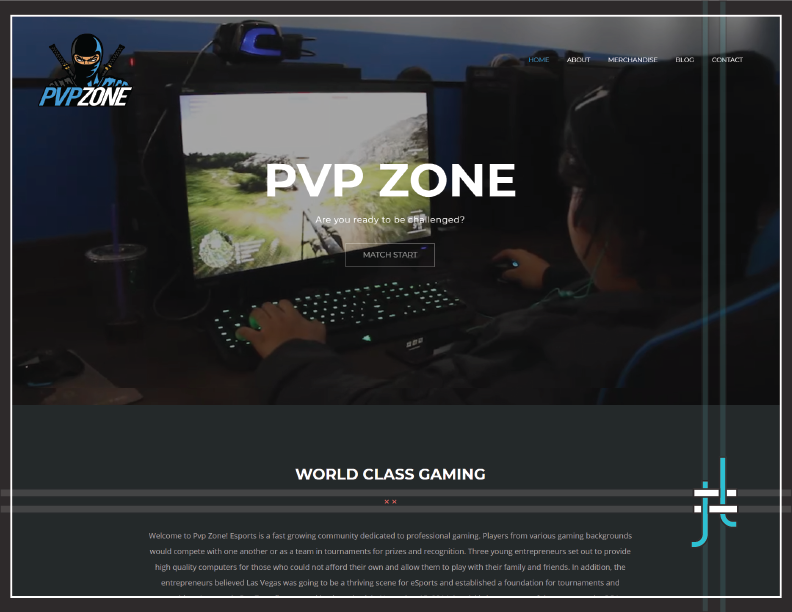 PVPZONE
HOME ABOUT MERCHANDISE BLOG CONTACT
PVP ZONE
Are you ready to be challenged?
MATCH START
WORLD CLASS GAMING
Welcome to Pvp Zone! Esports is a fast growing community dedicated to professional gaming. Players from various gaming backgrounds
would compete with one another or as a team in tournaments for prizes and recognition. Three young entrepreneurs set out to provide
high quality computers for those who could not afford their own and allow them to play with their family and friends. In addition, the
entrepreneurs believed Las Vegas was going to be a thriving scene for eSports and established a foundation for tournaments and
jt